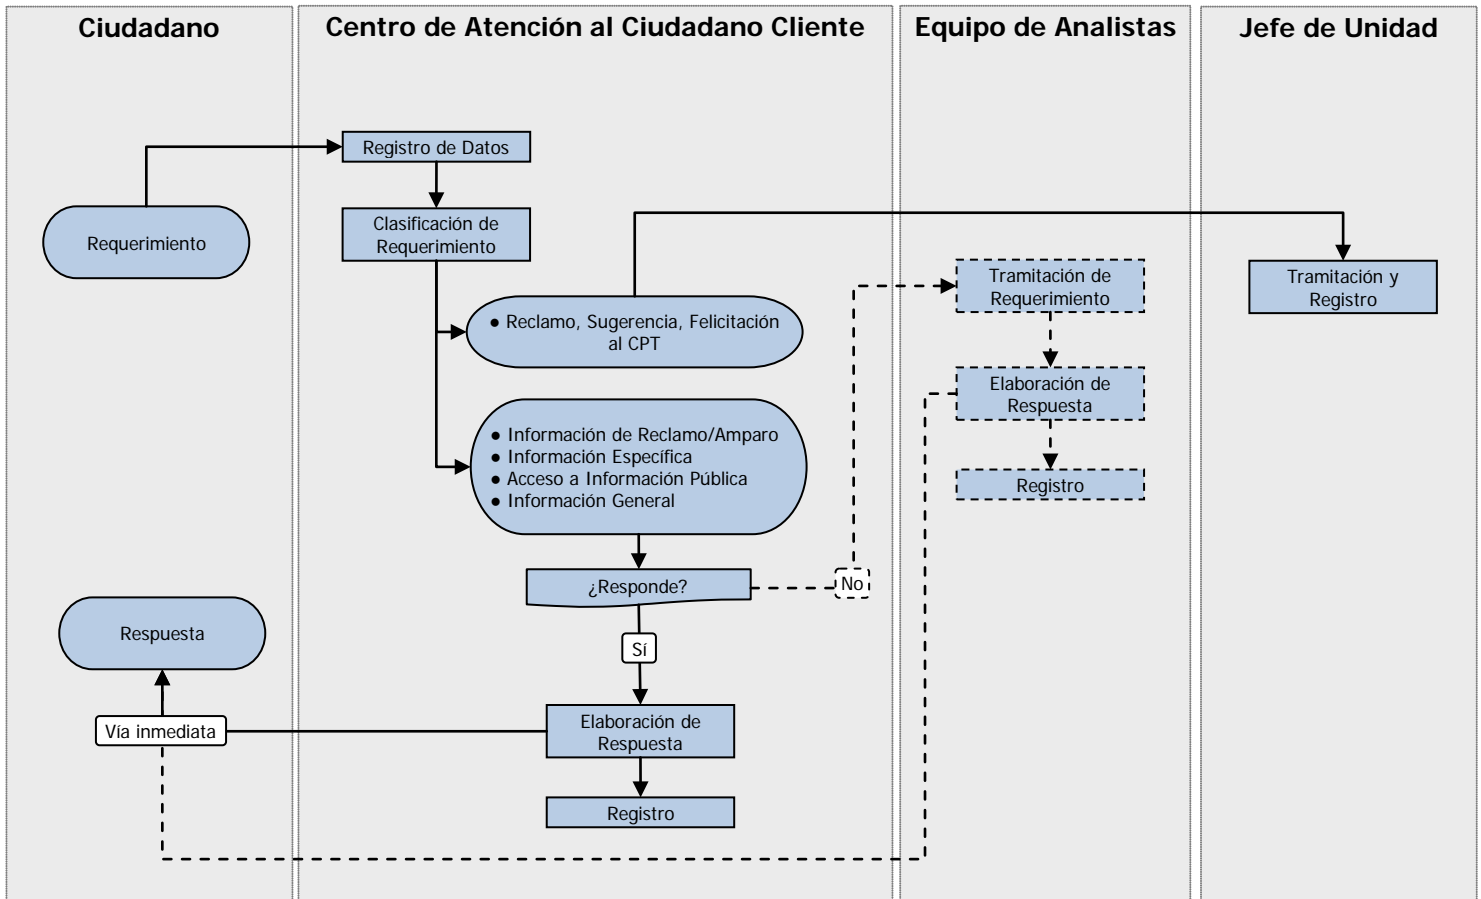 Ciudadano
Centro de Atención al Ciudadano Cliente
Equipo de Analistas
Jefe de Unidad
Registro de Datos
Requerimiento
Clasificación de
Requerimiento
● Reclamo, Sugerencia, Felicitación
al CPT
Tramitación de
Requerimiento
Tramitación y
Registro
Elaboración de
Respuesta
Registro
● Información de Reclamo/Amparo
● Información Específica
● Acceso a Información Pública
● Información General
¿Responde?
No
Sí
Respuesta
Vía inmediata
Elaboración de
Respuesta
Registro